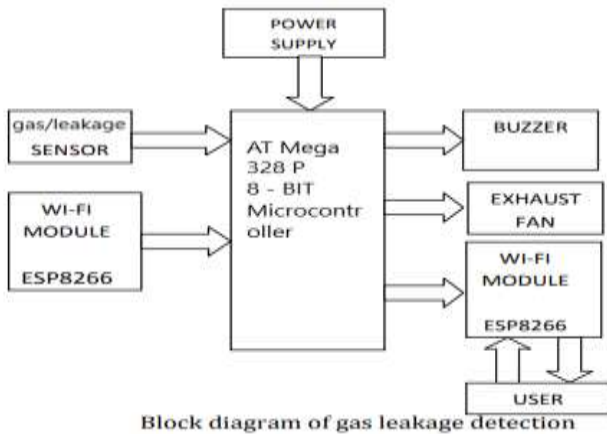 POWER
SUPPLY
gas/leakage
SENSOR
WI-FI
MODULE
ESP8266
AT Mega
328 P
8 - BIT
Microcontr
oller
BUZZER
EXHAUST
FAN
WI-FI
MODULE
ESP8266
USER
Block diagram of gas leakage detection